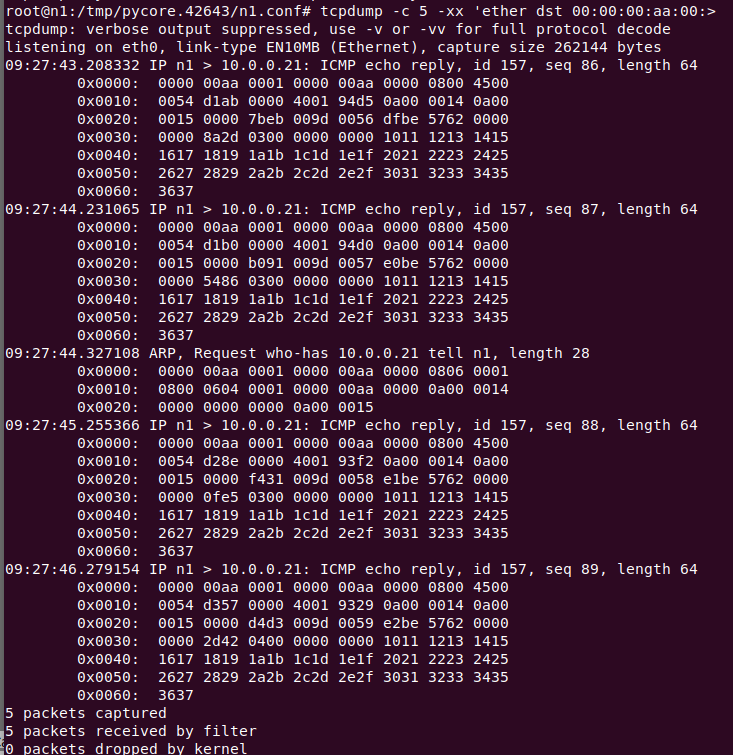 root@n1:/tmp/pycore.42643/n1.conf# tcpdump -c 5 -xx 'ether dst 00:00:00:aa:00:>
tcpdump: verbose output suppressed, use -v or -vv for full protocol decode
listening on eth0, link-type EN10MB (Ethernet), capture size 262144 bytes
09:27:43.208332 IP n1 > 10.0.0.21: ICMP echo reply, id 157, seq 86, length 64
0x0000:  0000 00aa 0001 0000 00aa 0000 0800 4500
0x0010:  0054 d1ab 0000 4001 94d5 0a00 0014 0a00
0x0020:  0015 0000 7beb 009d 0056 dfbe 5762 0000
0x0030:  0000 8a2d 0300 0000 0000 1011 1213 1415
0x0040:  1617 1819 1a1b 1c1d 1e1f 2021 2223 2425
0x0050:  2627 2829 2a2b 2c2d 2e2f 3031 3233 3435
0x0060:  3637
09:27:44.231065 IP n1 > 10.0.0.21: ICMP echo reply, id 157, seq 87, length 64
0x0000:  0000 00aa 0001 0000 00aa 0000 0800 4500
0x0010:  0054 d1b0 0000 4001 94d0 0a00 0014 0a00
0x0020:  0015 0000 b091 009d 0057 e0be 5762 0000
0x0030:  0000 5486 0300 0000 0000 1011 1213 1415
0x0040:  1617 1819 1a1b 1c1d 1e1f 2021 2223 2425
0x0050:  2627 2829 2a2b 2c2d 2e2f 3031 3233 3435
0x0060:  3637
09:27:44.327108 ARP, Request who-has 10.0.0.21 tell n1, length 28
0x0000:  0000 00aa 0001 0000 00aa 0000 0806 0001
0x0010:  0800 0604 0001 0000 00aa 0000 0a00 0014
0x0020:  0000 0000 0000 0a00 0015
09:27:45.255366 IP n1 > 10.0.0.21: ICMP echo reply, id 157, seq 88, length 64
0x0000:  0000 00aa 0001 0000 00aa 0000 0800 4500
0x0010:  0054 d28e 0000 4001 93f2 0a00 0014 0a00
0x0020:  0015 0000 f431 009d 0058 e1be 5762 0000
0x0030:  0000 0fe5 0300 0000 0000 1011 1213 1415
0x0040:  1617 1819 1a1b 1c1d 1e1f 2021 2223 2425
0x0050:  2627 2829 2a2b 2c2d 2e2f 3031 3233 3435
0x0060:  3637
09:27:46.279154 IP n1 > 10.0.0.21: ICMP echo reply, id 157, seq 89, length 64
0x0000:  0000 00aa 0001 0000 00aa 0000 0800 4500
0x0010:  0054 d357 0000 4001 9329 0a00 0014 0a00
0x0020:  0015 0000 d4d3 009d 0059 e2be 5762 0000
0x0030:  0000 2d42 0400 0000 0000 1011 1213 1415
0x0040:  1617 1819 1a1b 1c1d 1e1f 2021 2223 2425
0x0050:  2627 2829 2a2b 2c2d 2e2f 3031 3233 3435
0x0060:  3637
5 packets captured
5 packets received by filter
0 packets dropped by kernel